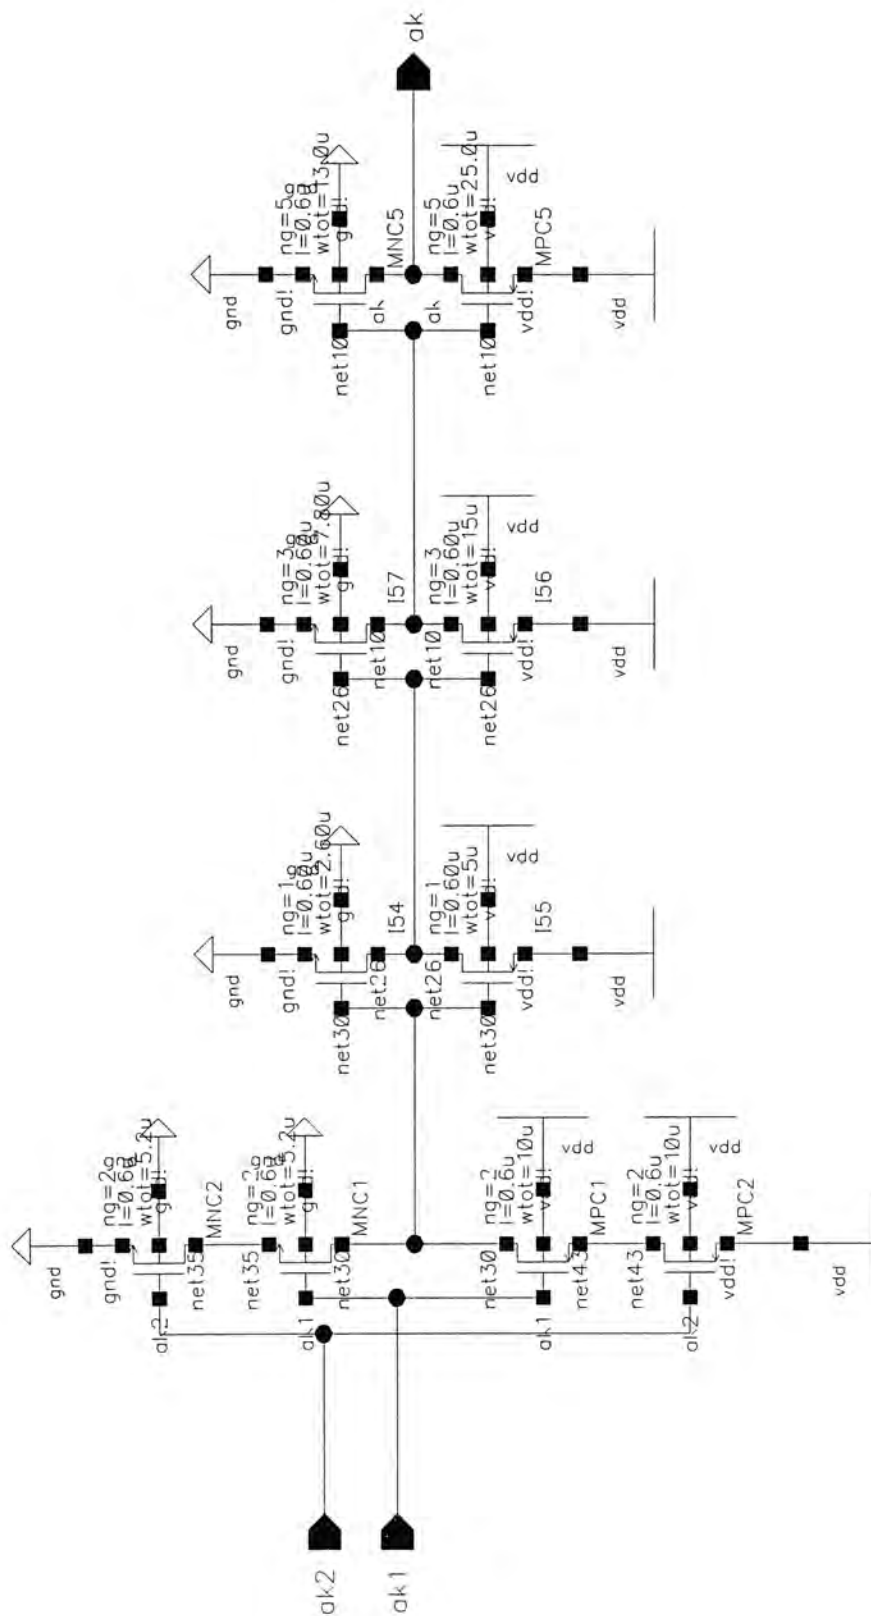 ak
gnd
gnd!
ng=5
l=0.6u
wtot=13.0u
net10
ak
MNC5
ng=5
l=0.6u
wtot=25.0u
vdd
net10
ak
vdd!
MPC5
vdd
gnd
gnd!
ng=3
l=0.60u
wtot=7.80u
net26
net10
I57
ng=3
l=0.60u
wtot=15u
vdd
net26
net10
vdd!
I56
vdd
gnd
gnd!
ng=1
l=0.60u
wtot=2.60u
net30
net26
I54
ng=1
l=0.60u
wtot=5u
vdd
net30
net26
vdd!
I55
vdd
gnd
gnd!
ng=2
l=0.6u
wtot=5.2u
ak2
net35
MNC2
ng=2
l=0.6u
wtot=5.2u
net35
ak1
net30
MNC1
ng=2
l=0.6u
wtot=10u
vdd
net30
ak1
net43
MPC1
ng=2
l=0.6u
wtot=10u
vdd
net43
ak2
vdd!
MPC2
vdd
ak2
ak1